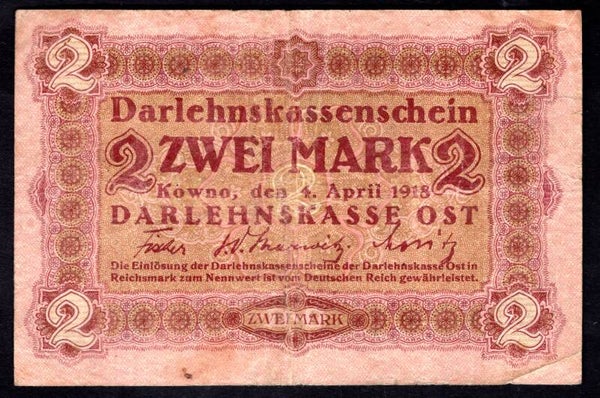 2 2
Darlehnskassenschein
2 ZWEI MARK 2
Kowno, den 4. April 1918
DARLEHNSKASSE OST
Fischer
Die Einlösung der Darlehnskassenscheine der Darlehnskasse Ost in
Reichsmark zum Nennwert ist vom Deutschen Reich gewährleistet.
2 ZWEI MARK 2